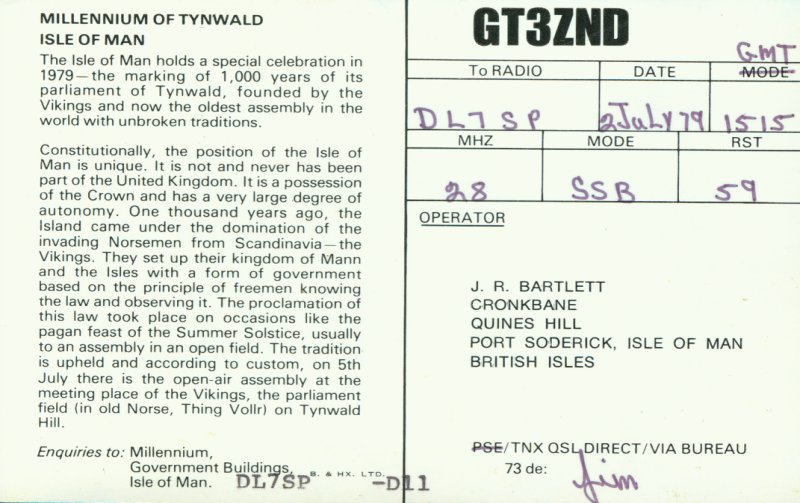 MILLENNIUM OF TYNWALD
ISLE OF MAN
The Isle of Man holds a special celebration in
1979—the marking of 1,000 years of its
parliament of Tynwald, founded by the
Vikings and now the oldest assembly in the
world with unbroken traditions.
Constitutionally, the position of the Isle of
Man is unique. It is not and never has been
part of the United Kingdom. It is a possession
of the Crown and has a very large degree of
autonomy. One thousand years ago, the
Island came under the domination of the
invading Norsemen from Scandinavia—the
Vikings. They set up their kingdom of Mann
and the Isles with a form of government
based on the principle of freemen knowing
the law and observing it. The proclamation of
this law took place on occasions like the
pagan feast of the Summer Solstice, usually
to an assembly in an open field. The tradition
is upheld and according to custom, on 5th
July there is the open-air assembly at the
meeting place of the Vikings, the parliament
field (in old Norse, Thing Vollr) on Tynwald
Hill.
Enquiries to: Millennium,
Government Buildings,
Isle of Man.
B. & HX. LTD.
DL7SP -D11
GT3ZND
GMT
To RADIO DATE MODE
DL7SP 2 JuLY 79 1515
MHZ MODE RST
28 SSB 59
OPERATOR
J. R. BARTLETT
CRONKBANE
QUINES HILL
PORT SODERICK, ISLE OF MAN
BRITISH ISLES
PSE/TNX QSL DIRECT/VIA BUREAU
73 de: Jim